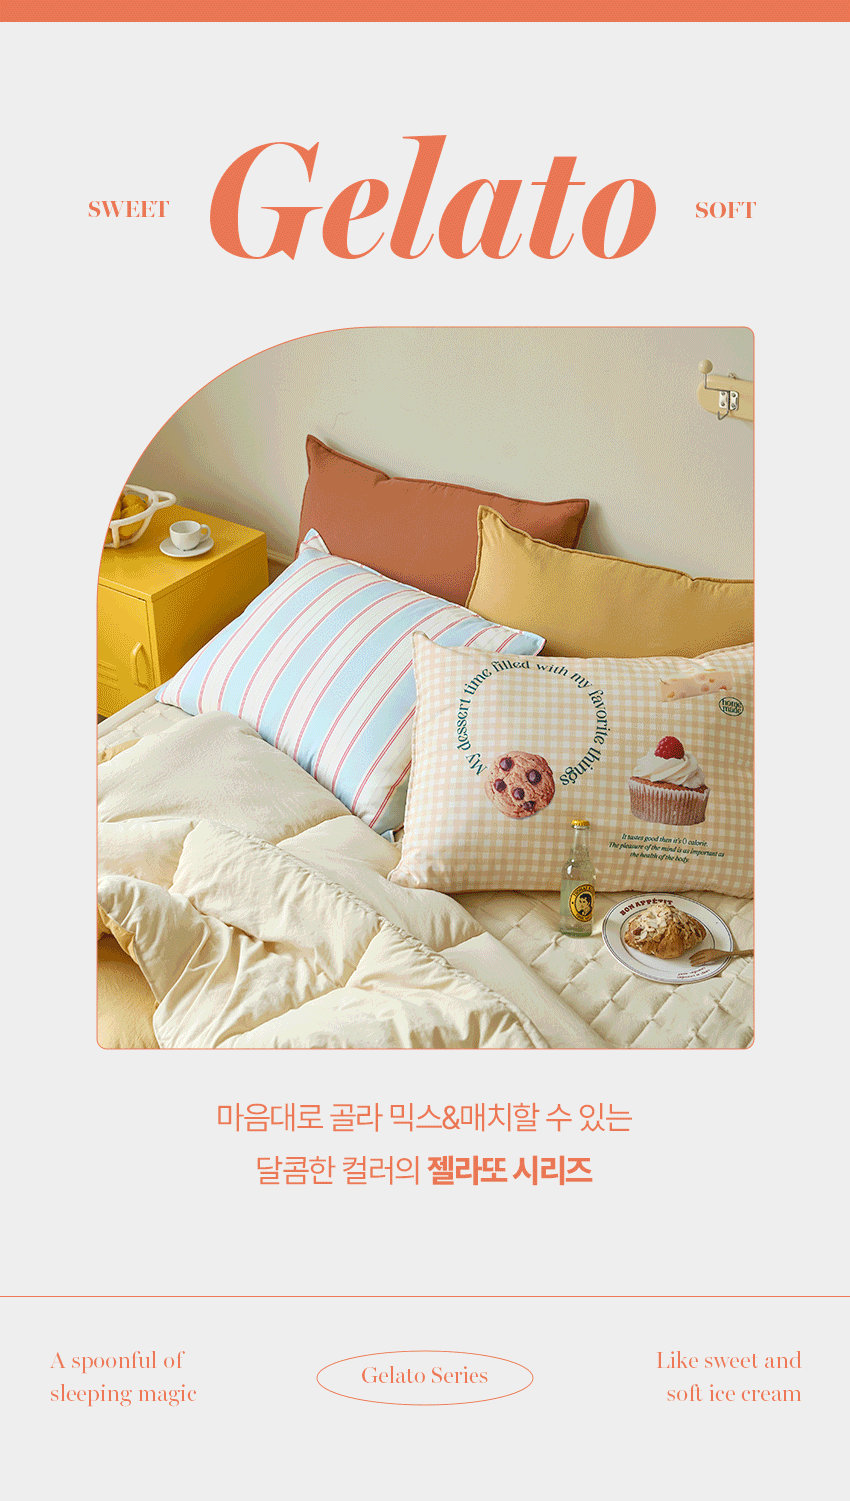 SWEET
Gelato
SOFT
My dessert time filled with my favorite things
home
made
It tastes good then it's 0 calorie.
The pleasure of the mind is as important as
the health of the body.
BON APPÉTIT
마음대로 골라 믹스&매치할 수 있는
달콤한 컬러의 젤라또 시리즈
A spoonful of
sleeping magic
Gelato Series
Like sweet and
soft ice cream